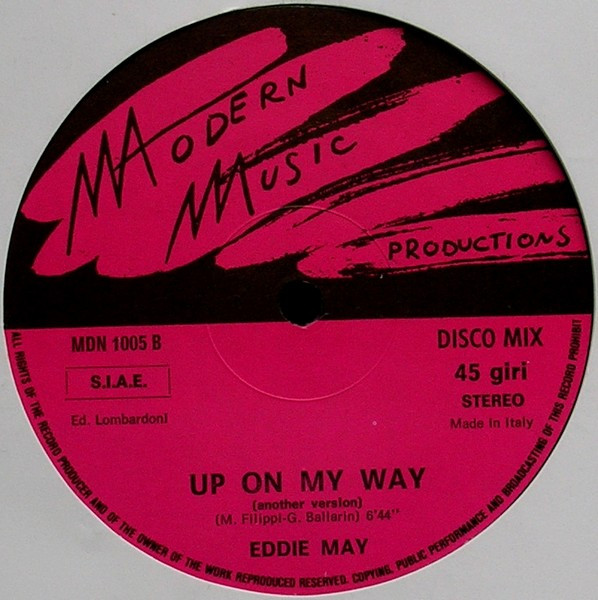 MODERN
MUSIC
PRODUCTIONS
MDN 1005 B
DISCO MIX
S.I.A.E.
45 giri
STEREO
Ed. Lombardoni
Made in Italy
UP ON MY WAY
(another version)
(M. Filippi-G. Ballarin) 6'44"
EDDIE MAY
ALL RIGHTS OF THE RECORD PRODUCER AND OF THE OWNER OF THE WORK REPRODUCED RESERVED. COPYING, PUBLIC PERFORMANCE AND BROADCASTING OF THIS RECORD PROHIBIT